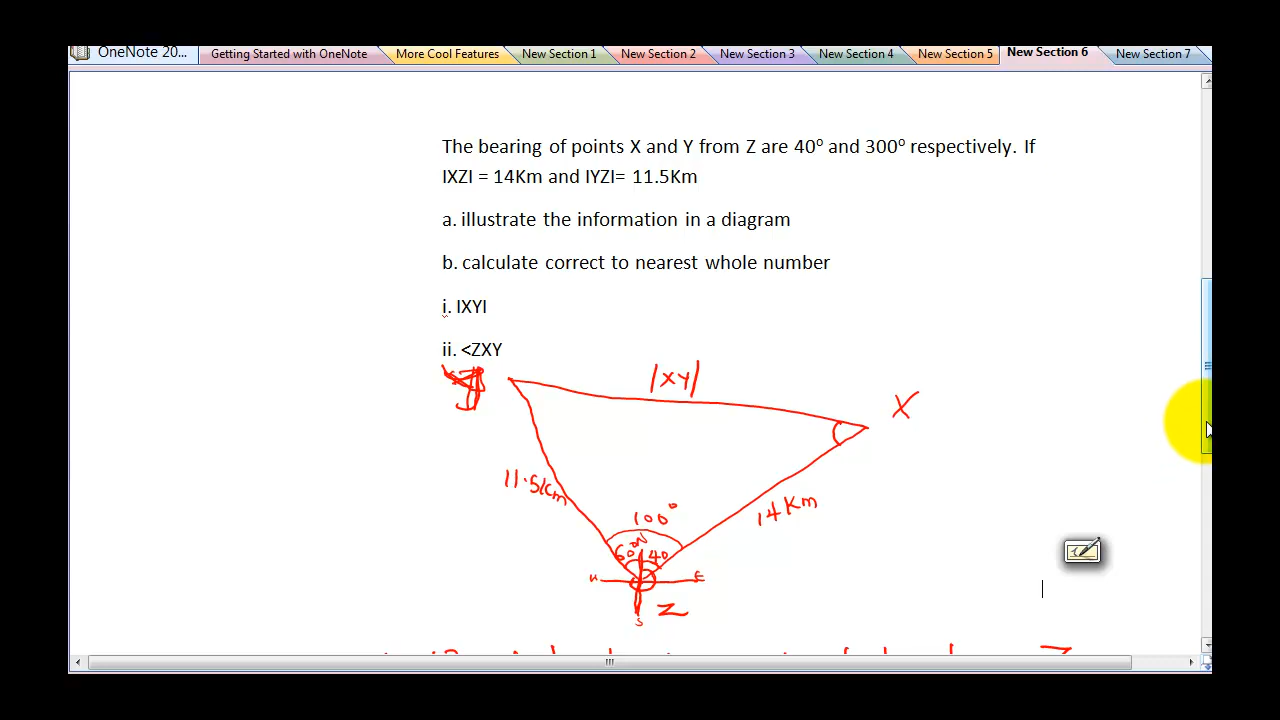 OneNote 20... Getting Started with OneNote More Cool Features New Section 1 New Section 2 New Section 3 New Section 4 New Section 5 New Section 6 New Section 7
The bearing of points X and Y from Z are 40⁰ and 300⁰ respectively. If
IXZI = 14Km and IYZI= 11.5Km
a. illustrate the information in a diagram
b. calculate correct to nearest whole number
i. IXYI
ii. <ZXY
|XY|
X
11.5Km
14Km
100°
N
60 40
E
Z
S